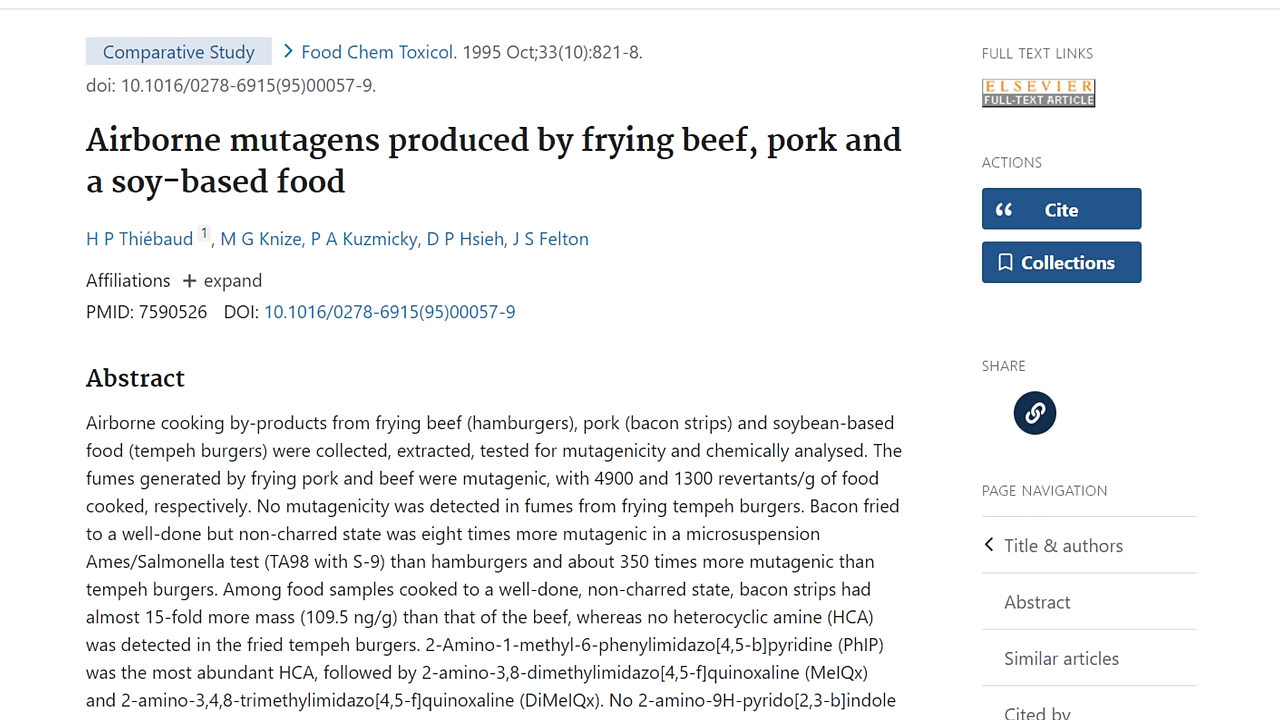 Comparative Study > Food Chem Toxicol. 1995 Oct;33(10):821-8.
doi: 10.1016/0278-6915(95)00057-9.
Airborne mutagens produced by frying beef, pork and
a soy-based food
H P Thiébaud 1, M G Knize, P A Kuzmicky, D P Hsieh, J S Felton
Affiliations + expand
PMID: 7590526 DOI: 10.1016/0278-6915(95)00057-9
Abstract
Airborne cooking by-products from frying beef (hamburgers), pork (bacon strips) and soybean-based
food (tempeh burgers) were collected, extracted, tested for mutagenicity and chemically analysed. The
fumes generated by frying pork and beef were mutagenic, with 4900 and 1300 revertants/g of food
cooked, respectively. No mutagenicity was detected in fumes from frying tempeh burgers. Bacon fried
to a well-done but non-charred state was eight times more mutagenic in a microsuspension
Ames/Salmonella test (TA98 with S-9) than hamburgers and about 350 times more mutagenic than
tempeh burgers. Among food samples cooked to a well-done, non-charred state, bacon strips had
almost 15-fold more mass (109.5 ng/g) than that of the beef, whereas no heterocyclic amine (HCA)
was detected in the fried tempeh burgers. 2-Amino-1-methyl-6-phenylimidazo[4,5-b]pyridine (PhIP)
was the most abundant HCA, followed by 2-amino-3,8-dimethylimidazo[4,5-f]quinoxaline (MeIQx)
and 2-amino-3,4,8-trimethylimidazo[4,5-f]quinoxaline (DiMeIQx). No 2-amino-9H-pyrido[2,3-b]indole
FULL TEXT LINKS
ELSEVIER
FULL-TEXT ARTICLE
ACTIONS
Cite
Collections
SHARE
PAGE NAVIGATION
Title & authors
Abstract
Similar articles
Cited by